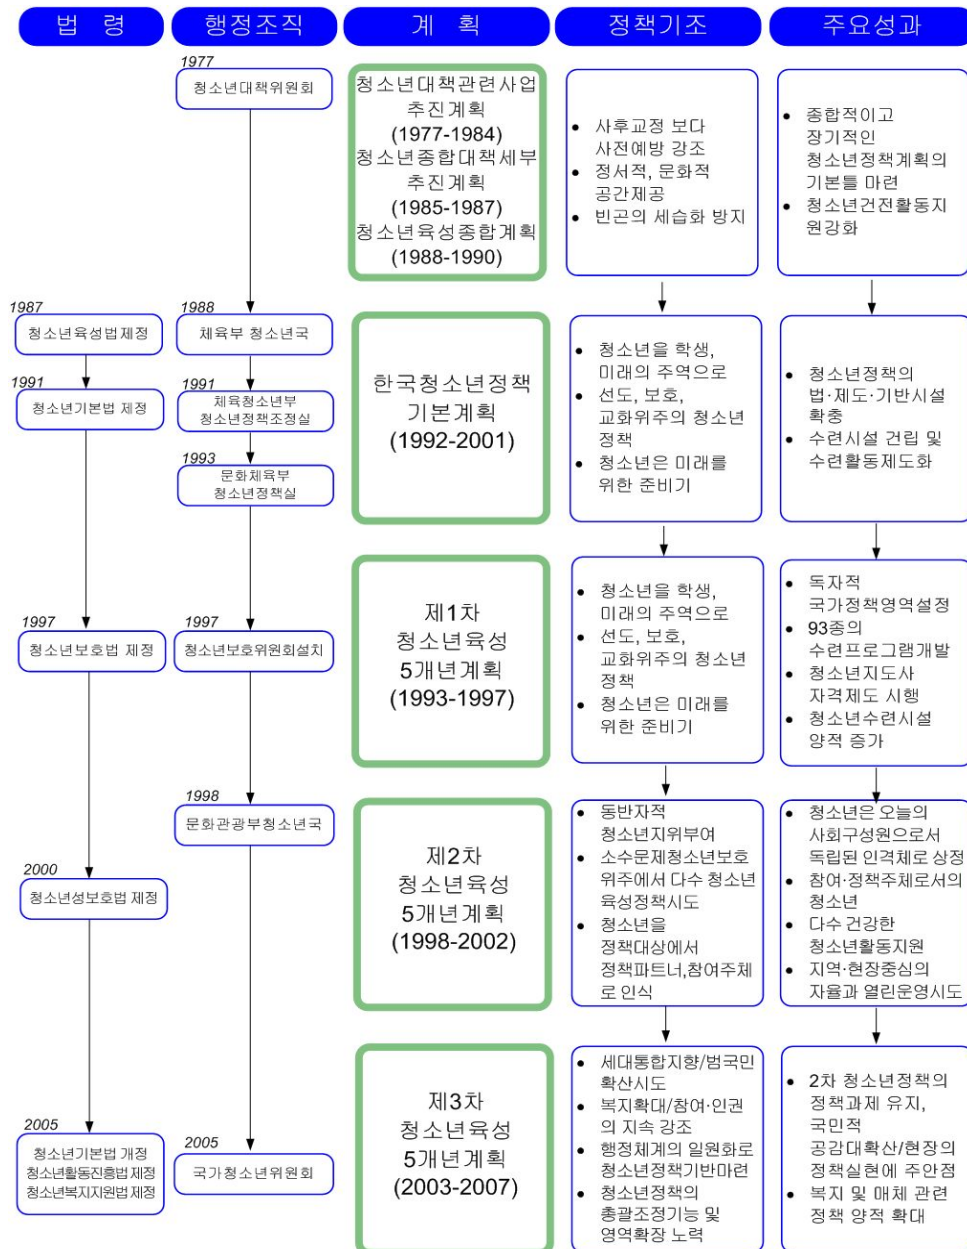 법 령
행정조직
계 획
정책기조
주요성과
1977
청소년대책위원회
청소년대책관련사업
추진계획
(1977-1984)
청소년종합대책세부
추진계획
(1985-1987)
청소년육성종합계획
(1988-1990)
• 사후교정 보다
사전예방 강조
• 정서적, 문화적
공간제공
• 빈곤의 세습화 방지
• 종합적이고
장기적인
청소년정책계획의
기본틀 마련
• 청소년건전활동지
원강화
1987
청소년육성법제정
1988
체육부 청소년국
1991
청소년기본법 제정
1991
체육청소년부
청소년정책조정실
1993
문화체육부
청소년정책실
한국청소년정책
기본계획
(1992-2001)
• 청소년을 학생,
미래의 주역으로
• 선도, 보호,
교화위주의 청소년
정책
• 청소년은 미래를
위한 준비기
• 청소년정책의
법·제도·기반시설
확충
• 수련시설 건립 및
수련활동제도화
1997
청소년보호법 제정
1997
청소년보호위원회설치
제1차
청소년육성
5개년계획
(1993-1997)
• 청소년을 학생,
미래의 주역으로
• 선도, 보호,
교화위주의 청소년
정책
• 청소년은 미래를
위한 준비기
• 독자적
국가정책영역설정
• 93종의
수련프로그램개발
• 청소년지도사
자격제도 시행
• 청소년수련시설
양적 증가
1998
문화관광부청소년국
2000
청소년성보호법 제정
제2차
청소년육성
5개년계획
(1998-2002)
• 동반자적
청소년지위부여
• 소수문제청소년보호
위주에서 다수 청소년
육성정책시도
• 청소년을
정책대상에서
정책파트너,참여주체
로 인식
• 청소년은 오늘의
사회구성원으로서
독립된 인격체로 상정
• 참여·정책주체로서의
청소년
• 다수 건강한
청소년활동지원
• 지역·현장중심의
자율과 열린운영시도
2005
청소년기본법 개정
청소년활동진흥법 제정
청소년복지지원법 제정
2005
국가청소년위원회
제3차
청소년육성
5개년계획
(2003-2007)
• 세대통합지향/범국민
확산시도
• 복지확대/참여·인권
의 지속 강조
• 행정체계의 일원화로
청소년정책기반마련
• 청소년정책의
총괄조정기능 및
영역확장 노력
• 2차 청소년정책의
정책과제 유지,
국민적
공감대확산/현장의
정책실현에 주안점
• 복지 및 매체 관련
정책 양적 확대